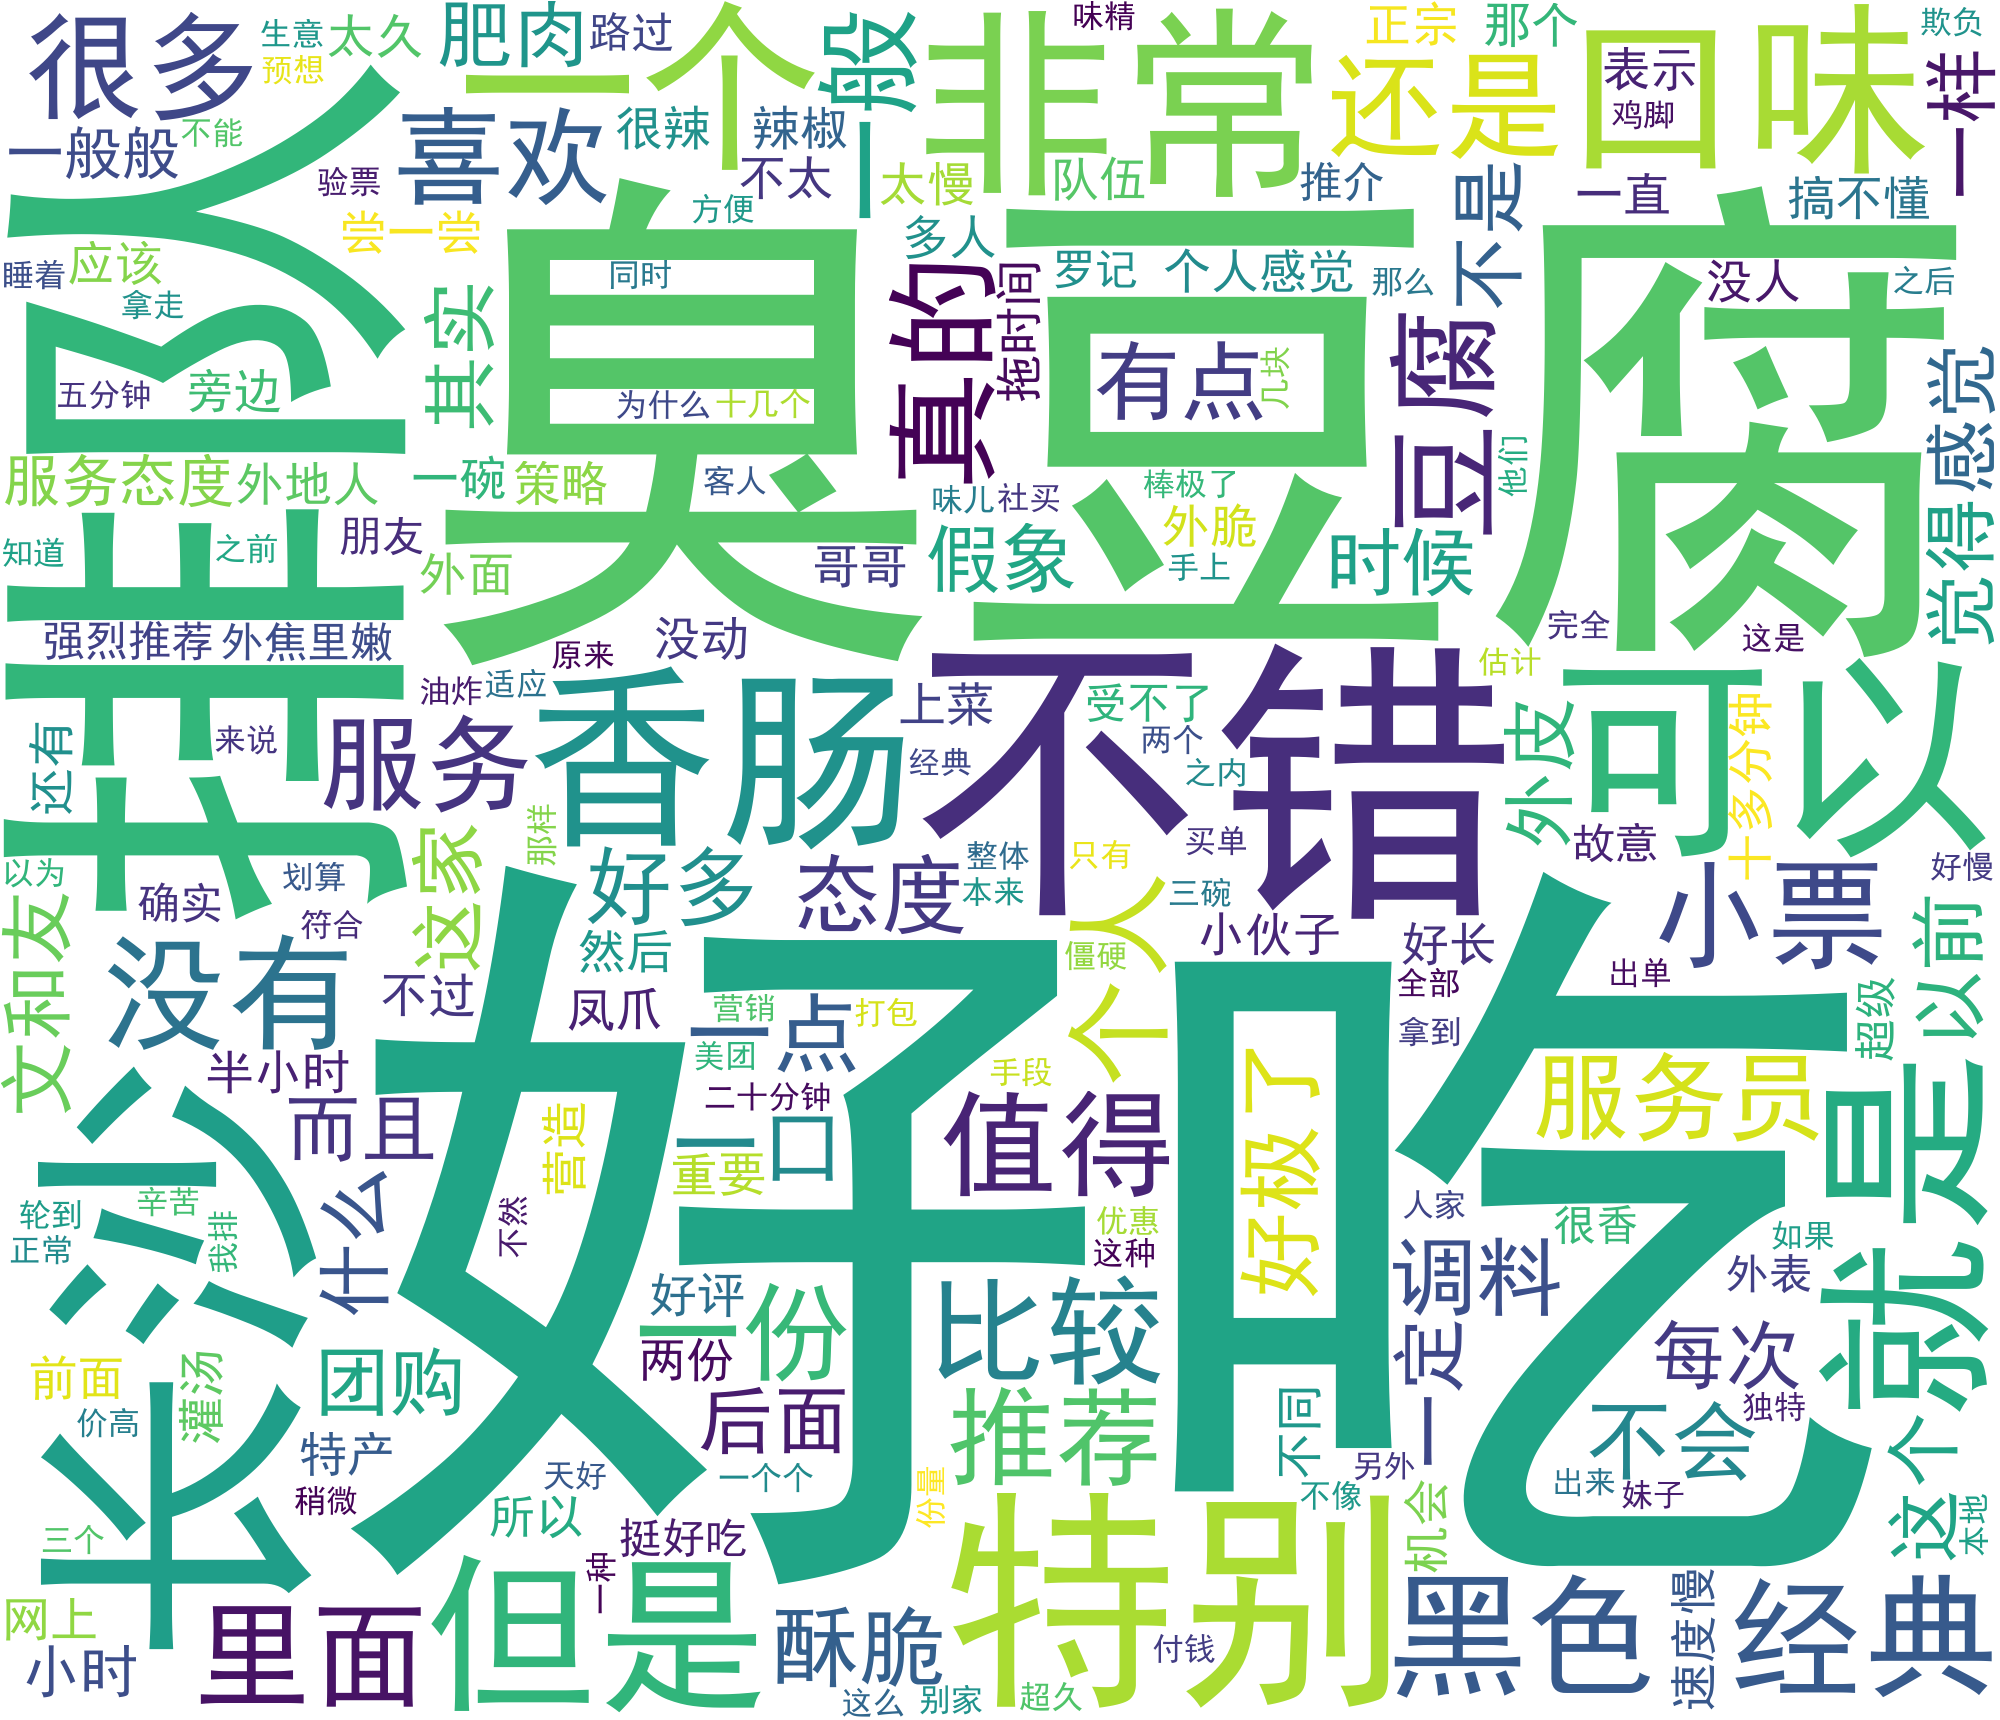 很多
生意
预想
太久
肥肉
路过
一个
一般
味精
非常
正宗
那个
还是
口味
表示
鸡脚
欺负
一样
一般般
不能
验票
排队
喜欢
很辣
辣椒
不太
太慢
队伍
推介
不是
一直
搞不懂
尝一尝
方便
多人
罗记
个人感觉
那么
没人
之后
睡着
应该
拿走
同时
臭豆腐
真的
拖时间
有点
几块
豆腐
觉得
感觉
五分钟
旁边
其实
为什么
十几个
服务态度
外地人
一碗
策略
客人
味儿
社买
棒极了
他们
外脆
手上
知道
之前
朋友
外面
哥哥
假象
时候
强烈推荐
外焦里嫩
没动
原来
完全
这是
估计
油炸
适应
来说
还有
服务
香肠
不错
上菜
受不了
两个
之内
经典
外皮
可以
十多分钟
那样
这家
以为
划算
符合
确实
文和友
好多
态度
整体
本来
只有
个人
买单
三碗
小伙子
故意
好慢
小票
没有
不过
然后
凤爪
僵硬
好长
全部
拿到
出单
超级
以前
好吃
半小时
营销
美团
一点
打包
手段
二十分钟
长沙
而且
营造
一口
重要
值得
好极了
服务员
就是
轮到
辛苦
正常
我排
什么
不然
优惠
这种
人家
很香
如果
外表
调料
好评
一份
两份
比较
一定
每次
独特
前面
灌汤
价高
团购
后面
推荐
不同
不会
这个
特产
稍微
天好
一个个
份量
另外
不像
机会
出来
妹子
本地
三个
所以
挺好吃
一种
特别
网上
小时
里面
但是
酥脆
这么
别家
超久
付钱
黑色
速度慢
经典